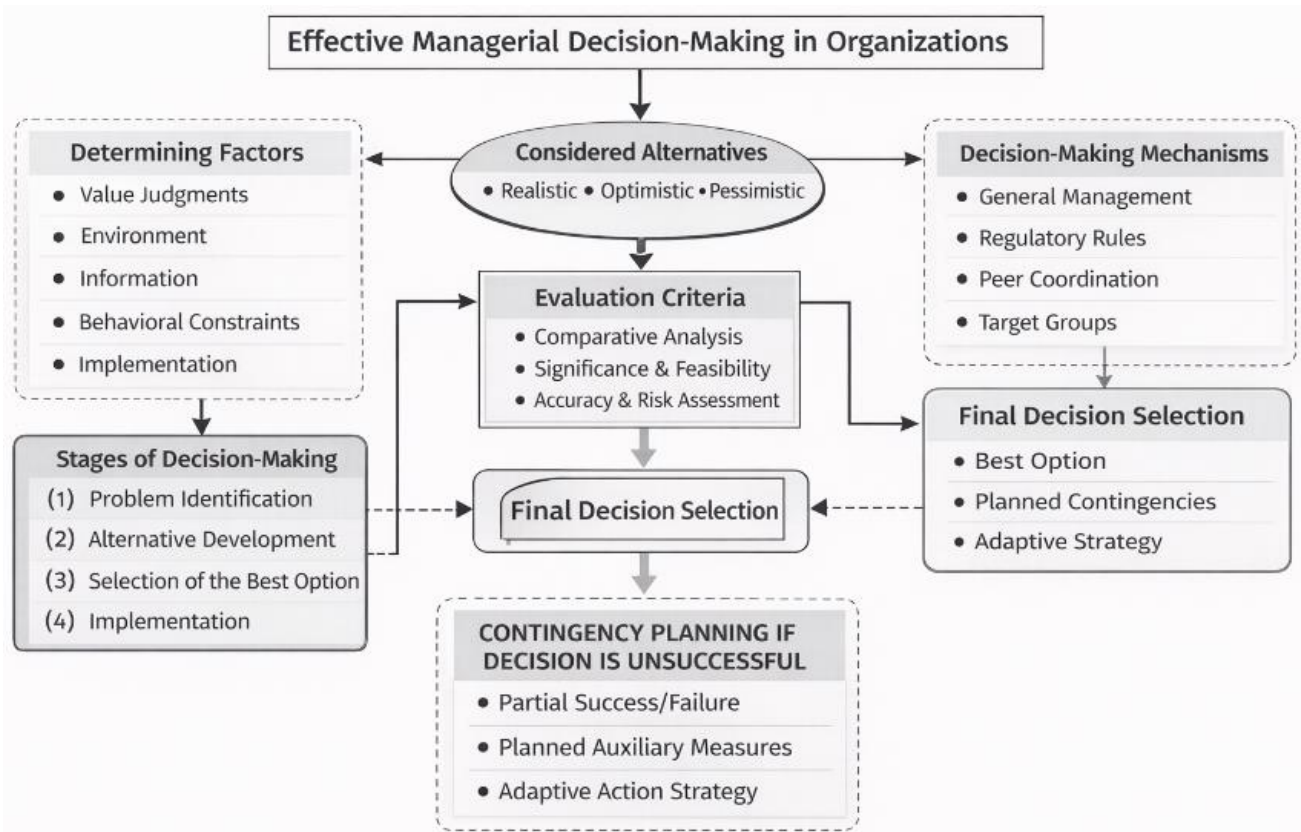 Effective Managerial Decision-Making in Organizations
Considered Alternatives
• Realistic • Optimistic • Pessimistic
Determining Factors
• Value Judgments
• Environment
• Information
• Behavioral Constraints
• Implementation
Decision-Making Mechanisms
• General Management
• Regulatory Rules
• Peer Coordination
• Target Groups
Evaluation Criteria
• Comparative Analysis
• Significance & Feasibility
• Accuracy & Risk Assessment
Stages of Decision-Making
(1) Problem Identification
(2) Alternative Development
(3) Selection of the Best Option
(4) Implementation
Final Decision Selection
Final Decision Selection
• Best Option
• Planned Contingencies
• Adaptive Strategy
CONTINGENCY PLANNING IF
DECISION IS UNSUCCESSFUL
• Partial Success/Failure
• Planned Auxiliary Measures
• Adaptive Action Strategy